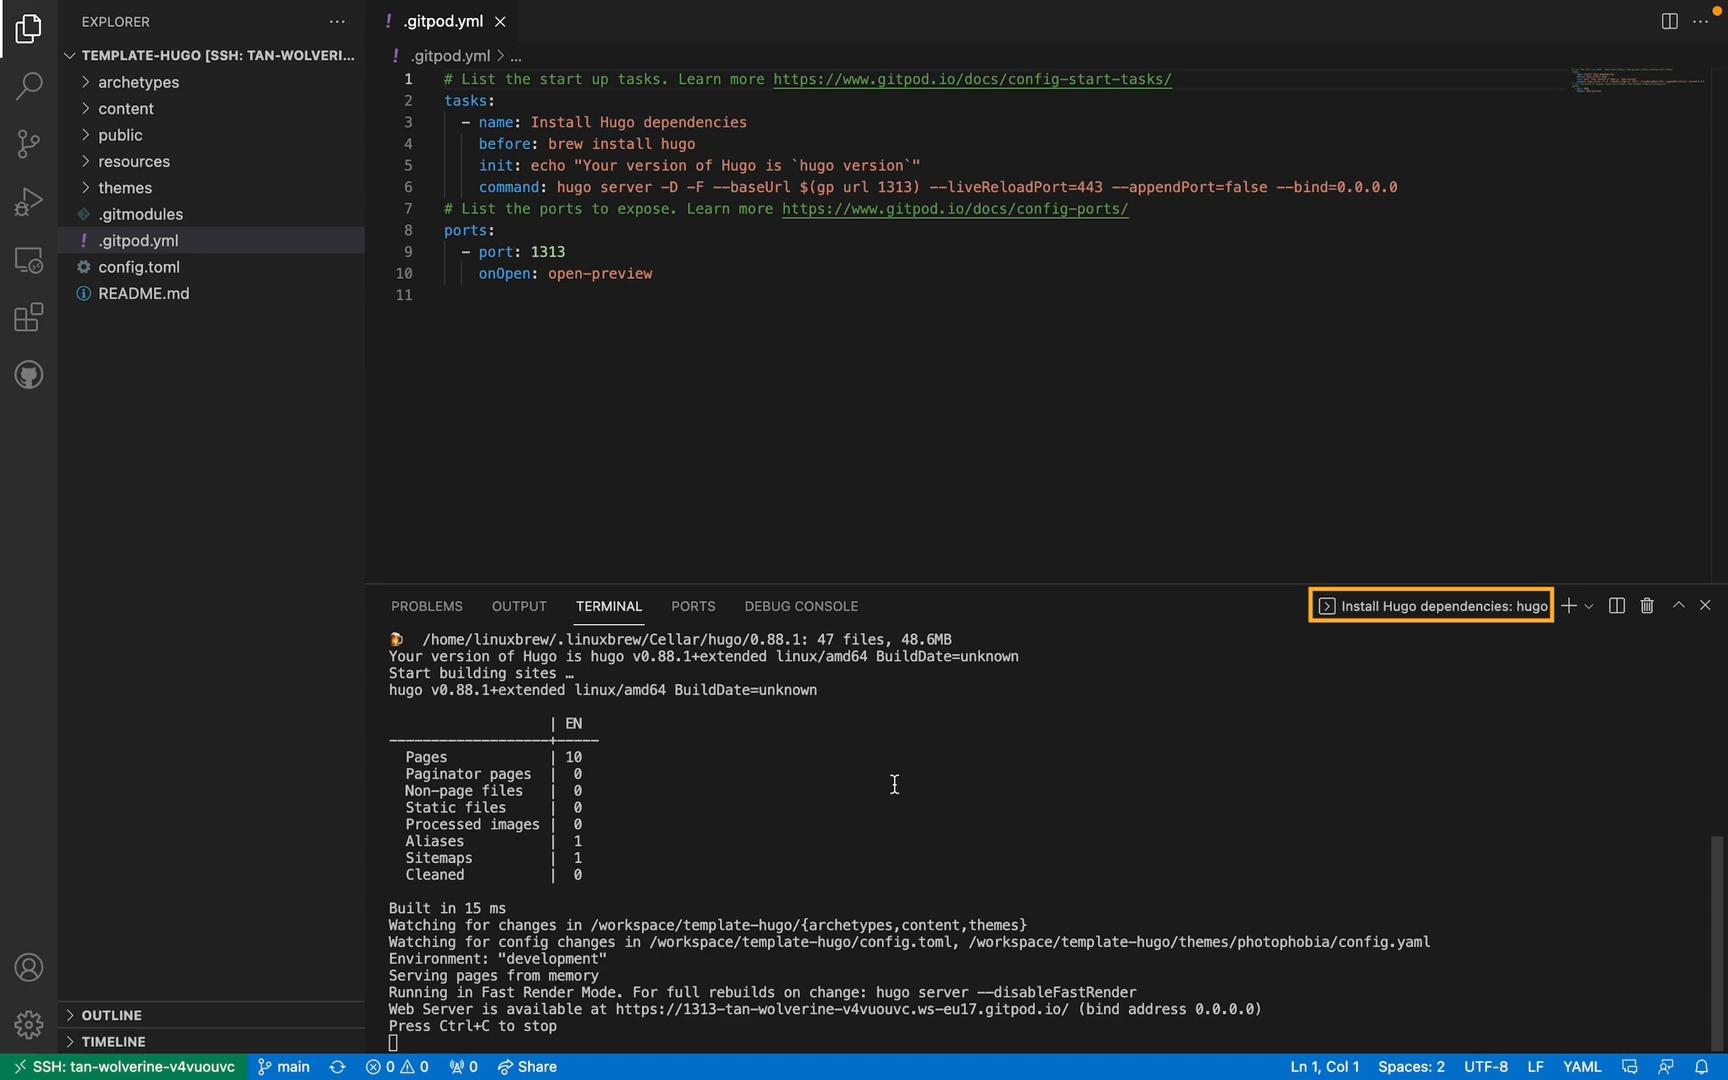 EXPLORER
TEMPLATE-HUGO [SSH: TAN-WOLVERI...
archetypes
content
public
resources
themes
.gitmodules
.gitpod.yml
config.toml
README.md
OUTLINE
TIMELINE
.gitpod.yml
.gitpod.yml > ...
1 # List the start up tasks. Learn more https://www.gitpod.io/docs/config-start-tasks/
2 tasks:
3 - name: Install Hugo dependencies
4 before: brew install hugo
5 init: echo "Your version of Hugo is `hugo version`"
6 command: hugo server -D -F --baseUrl $(gp url 1313) --liveReloadPort=443 --appendPort=false --bind=0.0.0.0
7 # List the ports to expose. Learn more https://www.gitpod.io/docs/config-ports/
8 ports:
9 - port: 1313
10 onOpen: open-preview
11
PROBLEMS OUTPUT TERMINAL PORTS DEBUG CONSOLE Install Hugo dependencies: hugo
/home/linuxbrew/.linuxbrew/Cellar/hugo/0.88.1: 47 files, 48.6MB
Your version of Hugo is hugo v0.88.1+extended linux/amd64 BuildDate=unknown
Start building sites …
hugo v0.88.1+extended linux/amd64 BuildDate=unknown
| EN
-------------------+-----
Pages | 10
Paginator pages | 0
Non-page files | 0
Static files | 0
Processed images | 0
Aliases | 1
Sitemaps | 1
Cleaned | 0
Built in 15 ms
Watching for changes in /workspace/template-hugo/{archetypes,content,themes}
Watching for config changes in /workspace/template-hugo/config.toml, /workspace/template-hugo/themes/photophobia/config.yaml
Environment: "development"
Serving pages from memory
Running in Fast Render Mode. For full rebuilds on change: hugo server --disableFastRender
Web Server is available at https://1313-tan-wolverine-v4vuouvc.ws-eu17.gitpod.io/ (bind address 0.0.0.0)
Press Ctrl+C to stop
SSH: tan-wolverine-v4vuouvc main 0 0 0 Share Ln 1, Col 1 Spaces: 2 UTF-8 LF YAML